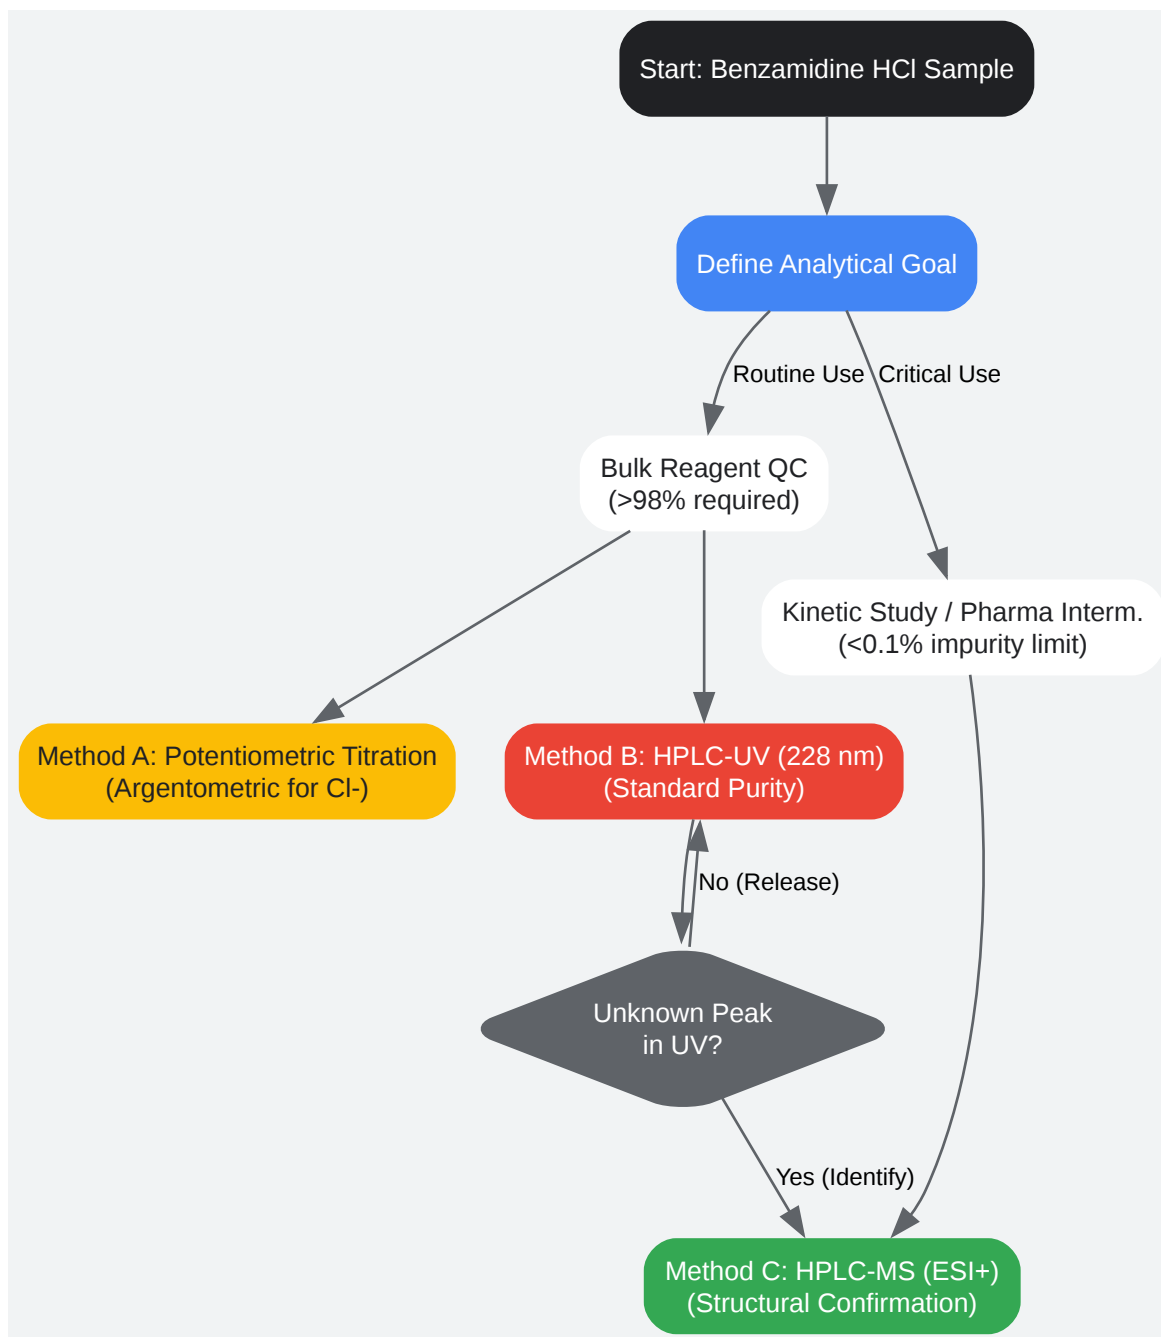 Start: Benzamidine HCl Sample
Define Analytical Goal
Routine Use
Critical Use
Bulk Reagent QC
(>98% required)
Kinetic Study / Pharma Interm.
(<0.1% impurity limit)
Method A: Potentiometric Titration
(Argentometric for Cl-)
Method B: HPLC-UV (228 nm)
(Standard Purity)
No (Release)
Unknown Peak
in UV?
Yes (Identify)
Method C: HPLC-MS (ESI+)
(Structural Confirmation)